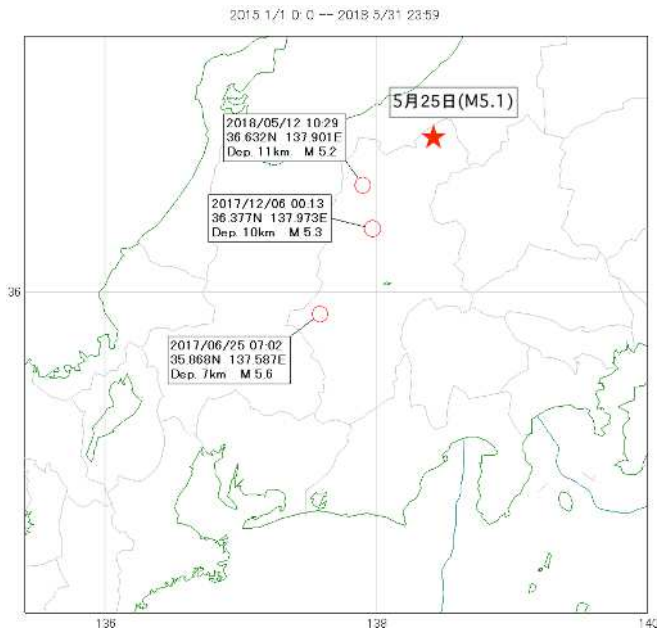 2015 1/1 0: 0 -- 2018 5/31 23:59
5月25日(M5.1)
2018/05/12 10:29
36.632N 137.901E
Dep. 11km M 5.2
2017/12/06 00:13
36.377N 137.973E
Dep. 10km M 5.3
36
2017/06/25 07:02
35.868N 137.587E
Dep. 7km M 5.6
136
138
140